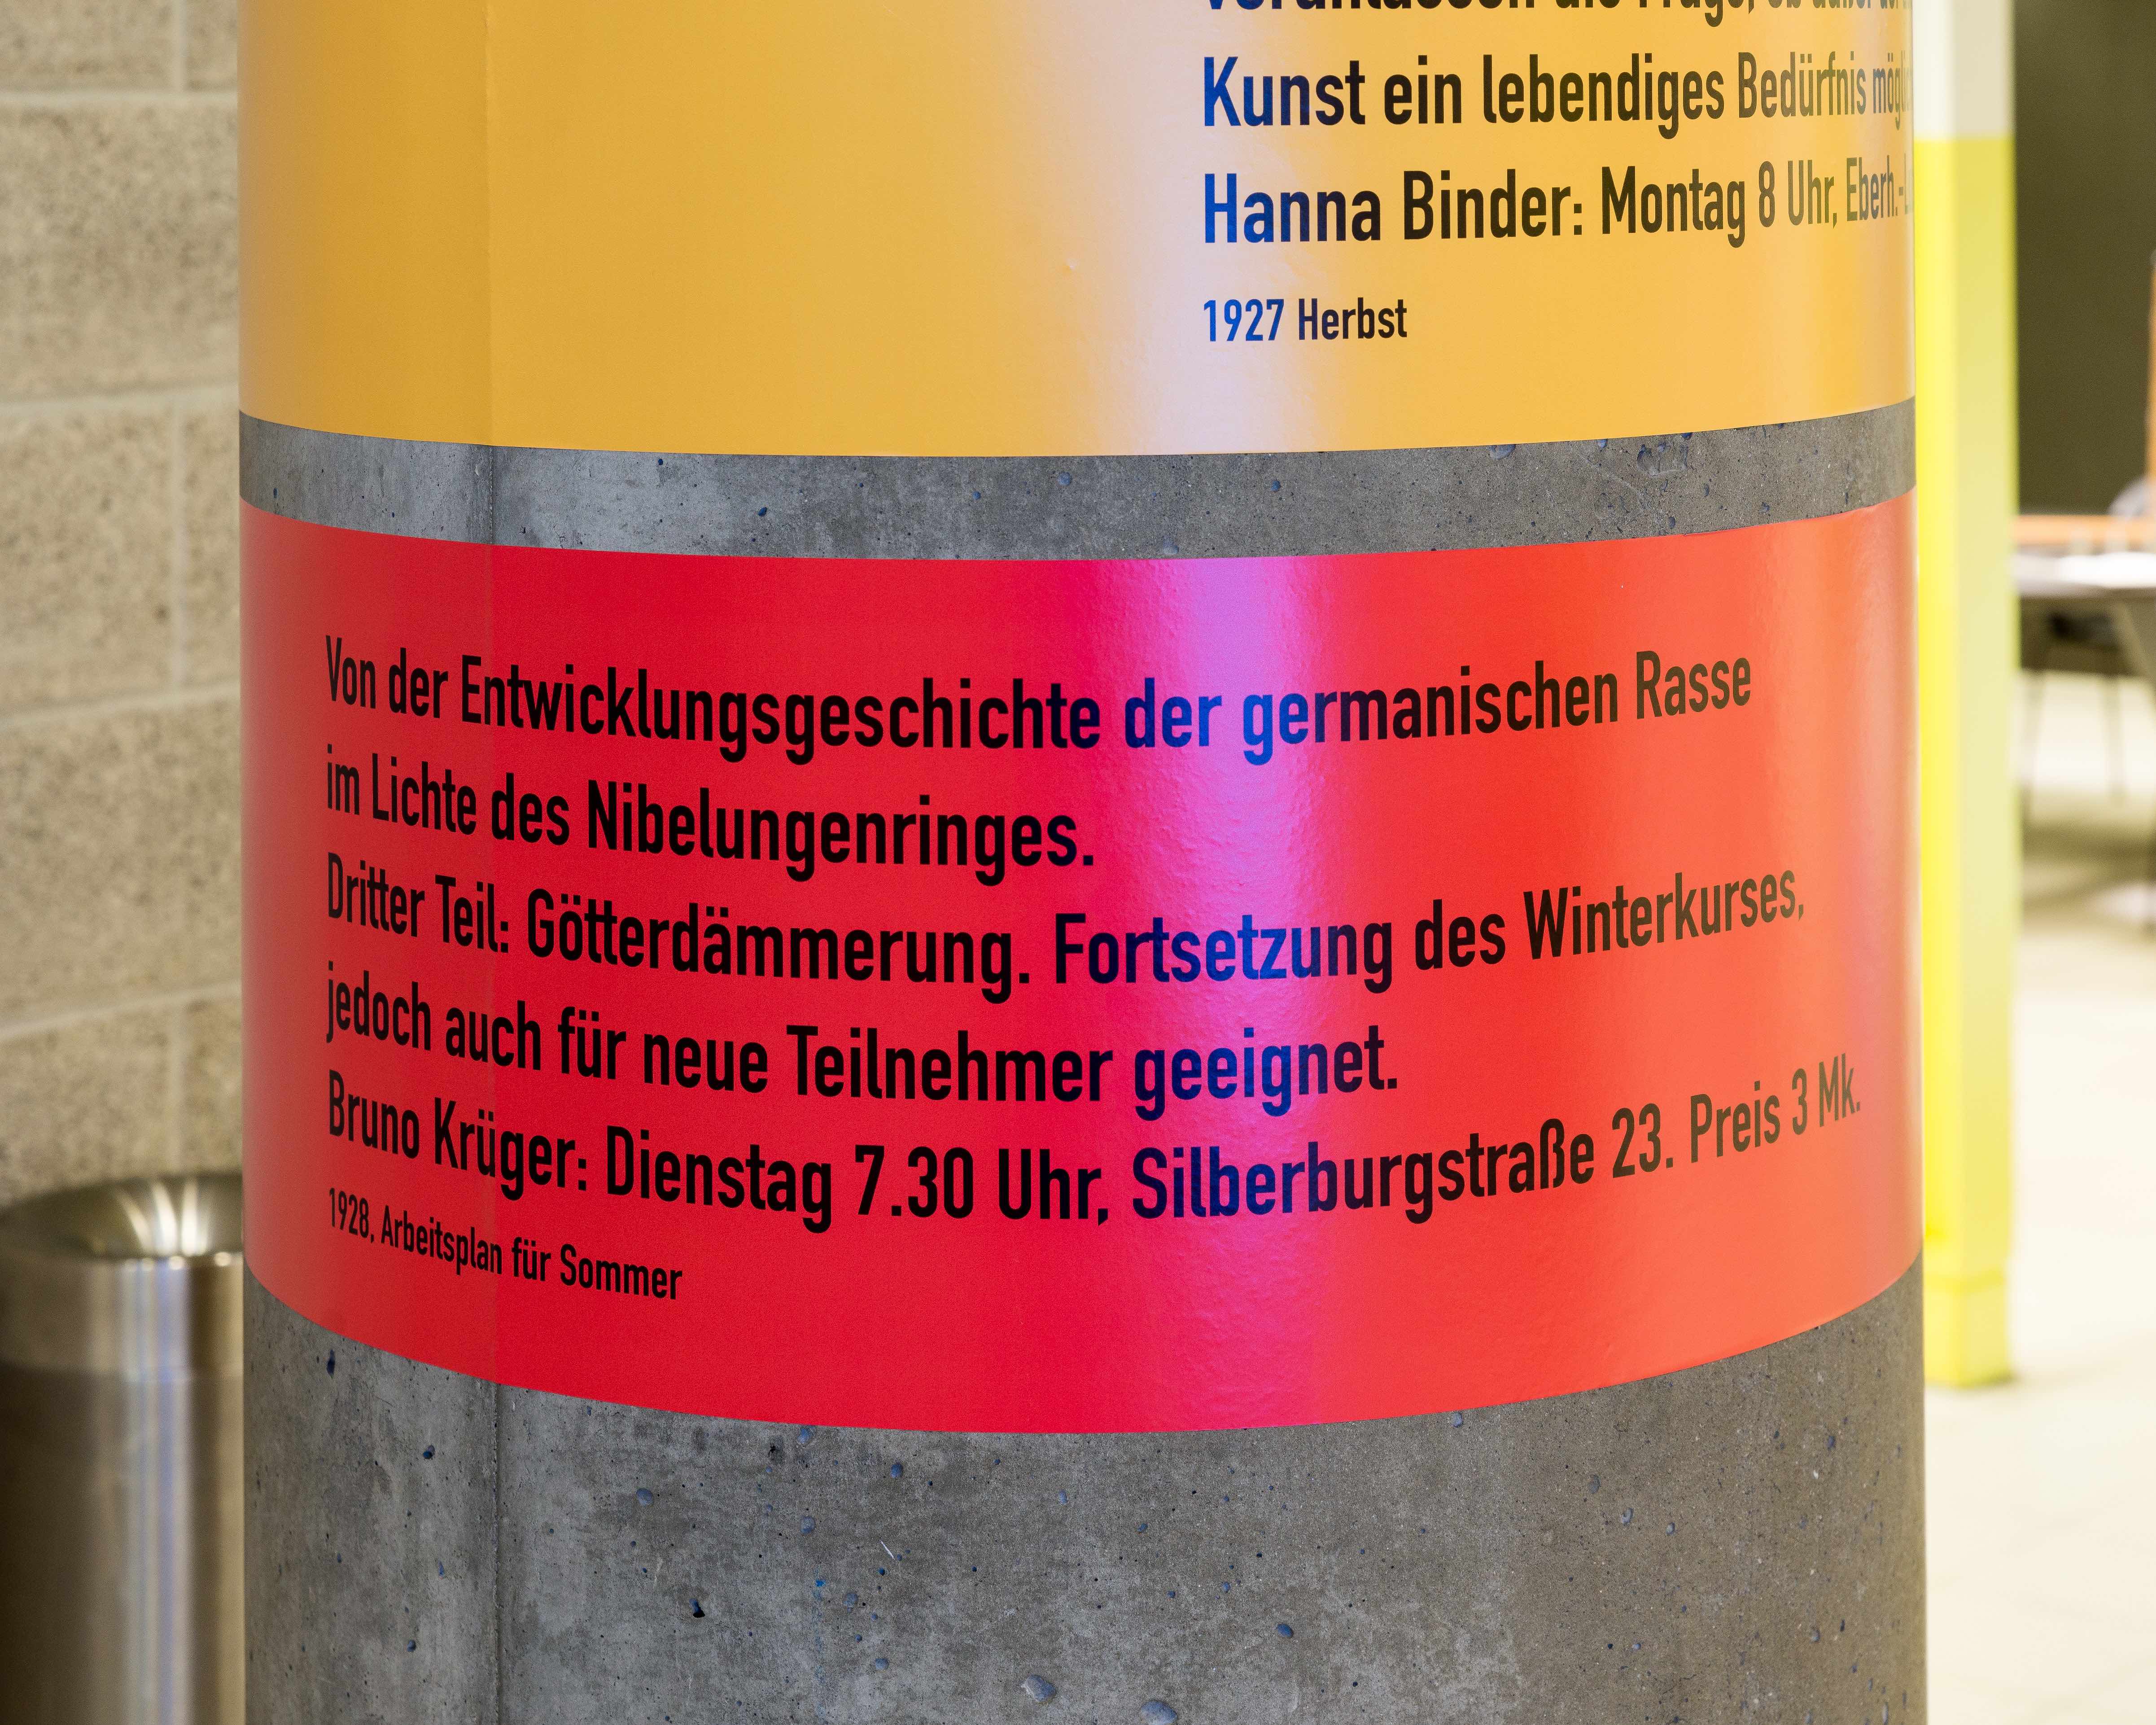 Kunst ein lebendiges Bedürfnis
Hanna Binder: Montag 8 Uhr, Eberh.-
1927 Herbst
Von der Entwicklungsgeschichte der germanischen Rasse
im Lichte des Nibelungenringes.
Dritter Teil: Götterdämmerung. Fortsetzung des Winterkurses,
jedoch auch für neue Teilnehmer geeignet.
Bruno Krüger: Dienstag 7.30 Uhr, Silberburgstraße 23. Preis 3 Mk.
1928, Arbeitsplan für Sommer